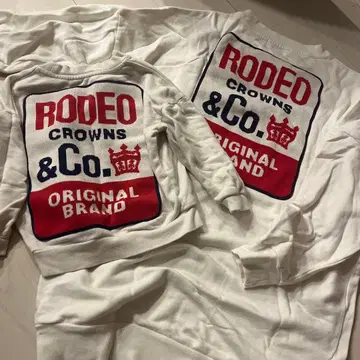 RODEO
CROWNS
&Co.
ORIGINAL
BRAND
RODEO
CROWNS
&Co.
ORIGINAL
BRAND